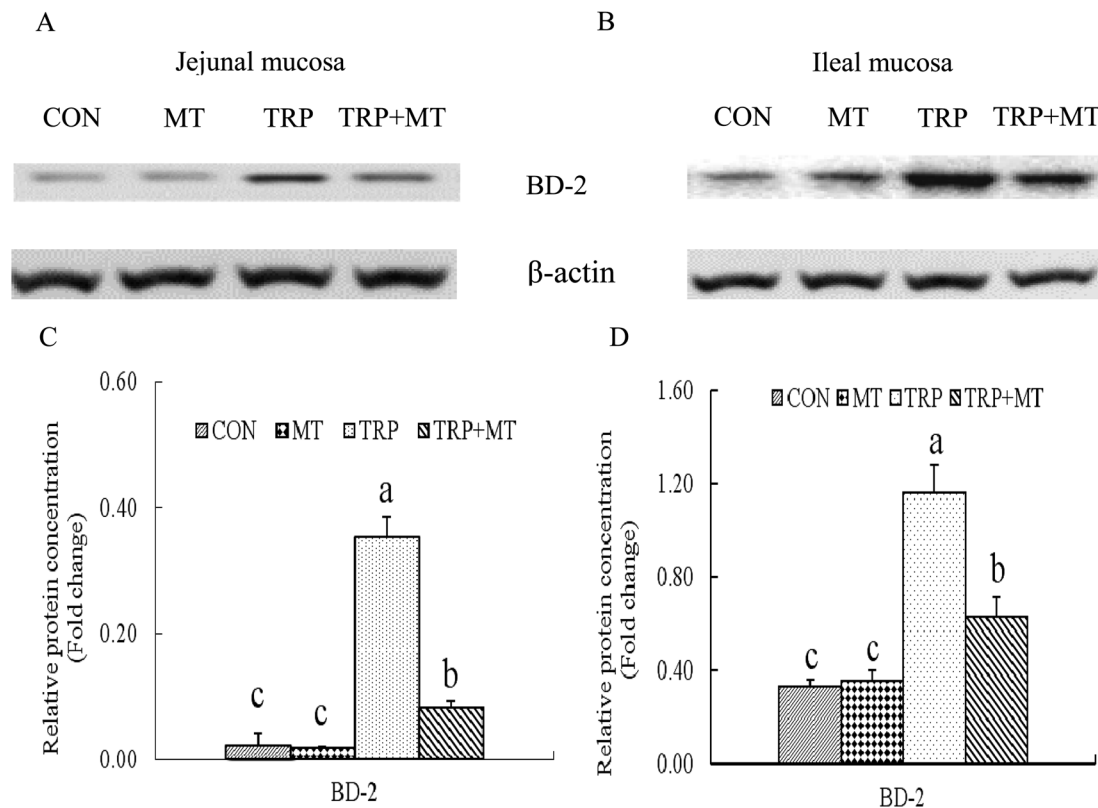 A
B
Jejunal mucosa
Ileal mucosa
CON MT TRP TRP+MT
CON MT TRP TRP+MT
BD-2
β-actin
C
D
0.60
0.40
0.20
0.00
Relative protein concentration
(Fold change)
CON MT TRP TRP+MT
c
c
a
b
BD-2
1.60
1.20
0.80
0.40
0.00
Relative protein concentration
(Fold change)
CON MT TRP TRP+MT
c
c
a
b
BD-2